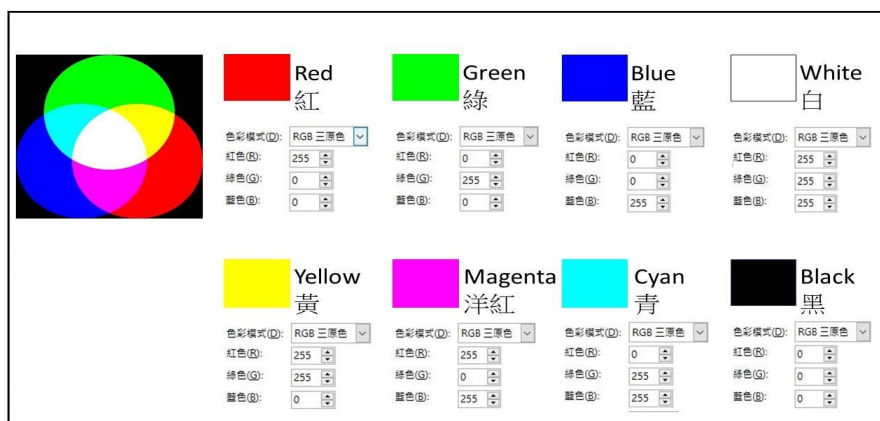 Red
紅
色彩模式(D): RGB 三原色
紅色(R): 255
綠色(G): 0
藍色(B): 0
Green
綠
色彩模式(D): RGB 三原色
紅色(R): 0
綠色(G): 255
藍色(B): 0
Blue
藍
色彩模式(D): RGB 三原色
紅色(R): 0
綠色(G): 0
藍色(B): 255
White
白
色彩模式(D): RGB 三原色
紅色(R): 255
綠色(G): 255
藍色(B): 255
Yellow
黃
色彩模式(D): RGB 三原色
紅色(R): 255
綠色(G): 255
藍色(B): 0
Magenta
洋紅
色彩模式(D): RGB 三原色
紅色(R): 255
綠色(G): 0
藍色(B): 255
Cyan
青
色彩模式(D): RGB 三原色
紅色(R): 0
綠色(G): 255
藍色(B): 255
Black
黑
色彩模式(D): RGB 三原色
紅色(R): 0
綠色(G): 0
藍色(B): 0